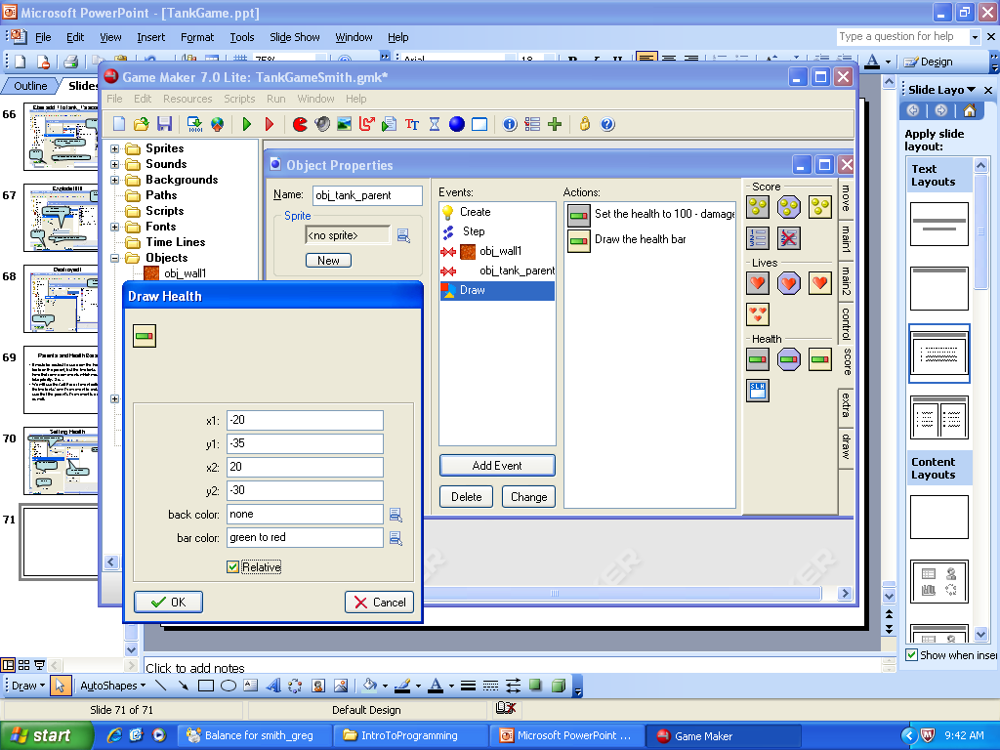 Microsoft PowerPoint - [TankGame.ppt]
File Edit View Insert Format Tools Slide Show Window Help
Type a question for help
75% Arial 18 B A Design
Outline Slides
Game Maker 7.0 Lite: TankGameSmith.gmk*
File Edit Resources Scripts Run Window Help
66
67
68
69
70
71
Explode!!!!
Destroyed!
Setting Health
Sprites
Sounds
Backgrounds
Paths
Scripts
Fonts
Time Lines
Objects
obj_wall1
Object Properties
Name: obj_tank_parent
Sprite
<no sprite>
New
Events:
Create
Step
obj_wall1
obj_tank_parent
Draw
Add Event
Delete Change
Actions:
Set the health to 100 - damage
Draw the health bar
Score
Lives
Health
move
main1
main2
control
score
extra
draw
Draw Health
x1: -20
y1: -35
x2: 20
y2: -30
back color: none
bar color: green to red
Relative
OK Cancel
Slide Layo
Apply slide
layout:
Text
Layouts
Content
Layouts
Show when inser
Click to add notes
Draw AutoShapes A
Slide 71 of 71 Default Design
start Balance for smith_greg IntroToProgramming Microsoft PowerPoint ... Game Maker 9:42 AM